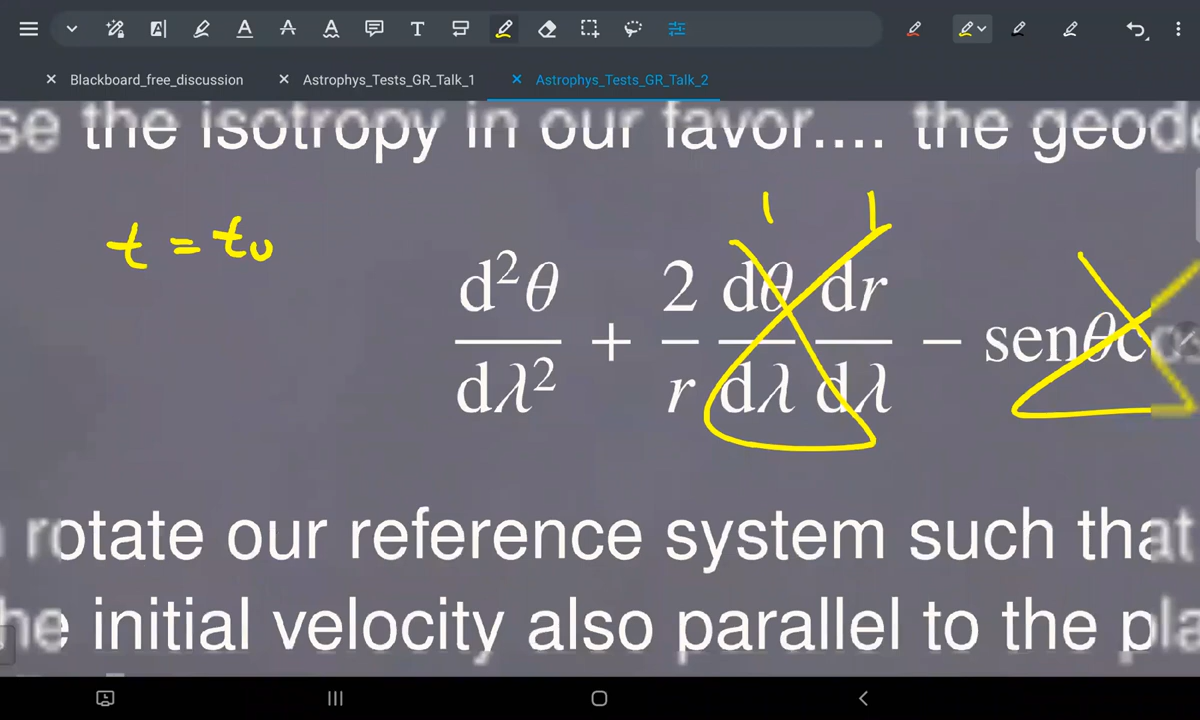 Blackboard_free_discussion Astrophys_Tests_GR_Talk_1 Astrophys_Tests_GR_Talk_2
se the isotropy in our favor.... the geod
t = t₀
d²θ/dλ² + 2/r dθ/dλ dr/dλ − senθc
rotate our reference system such that
he initial velocity also parallel to the pla